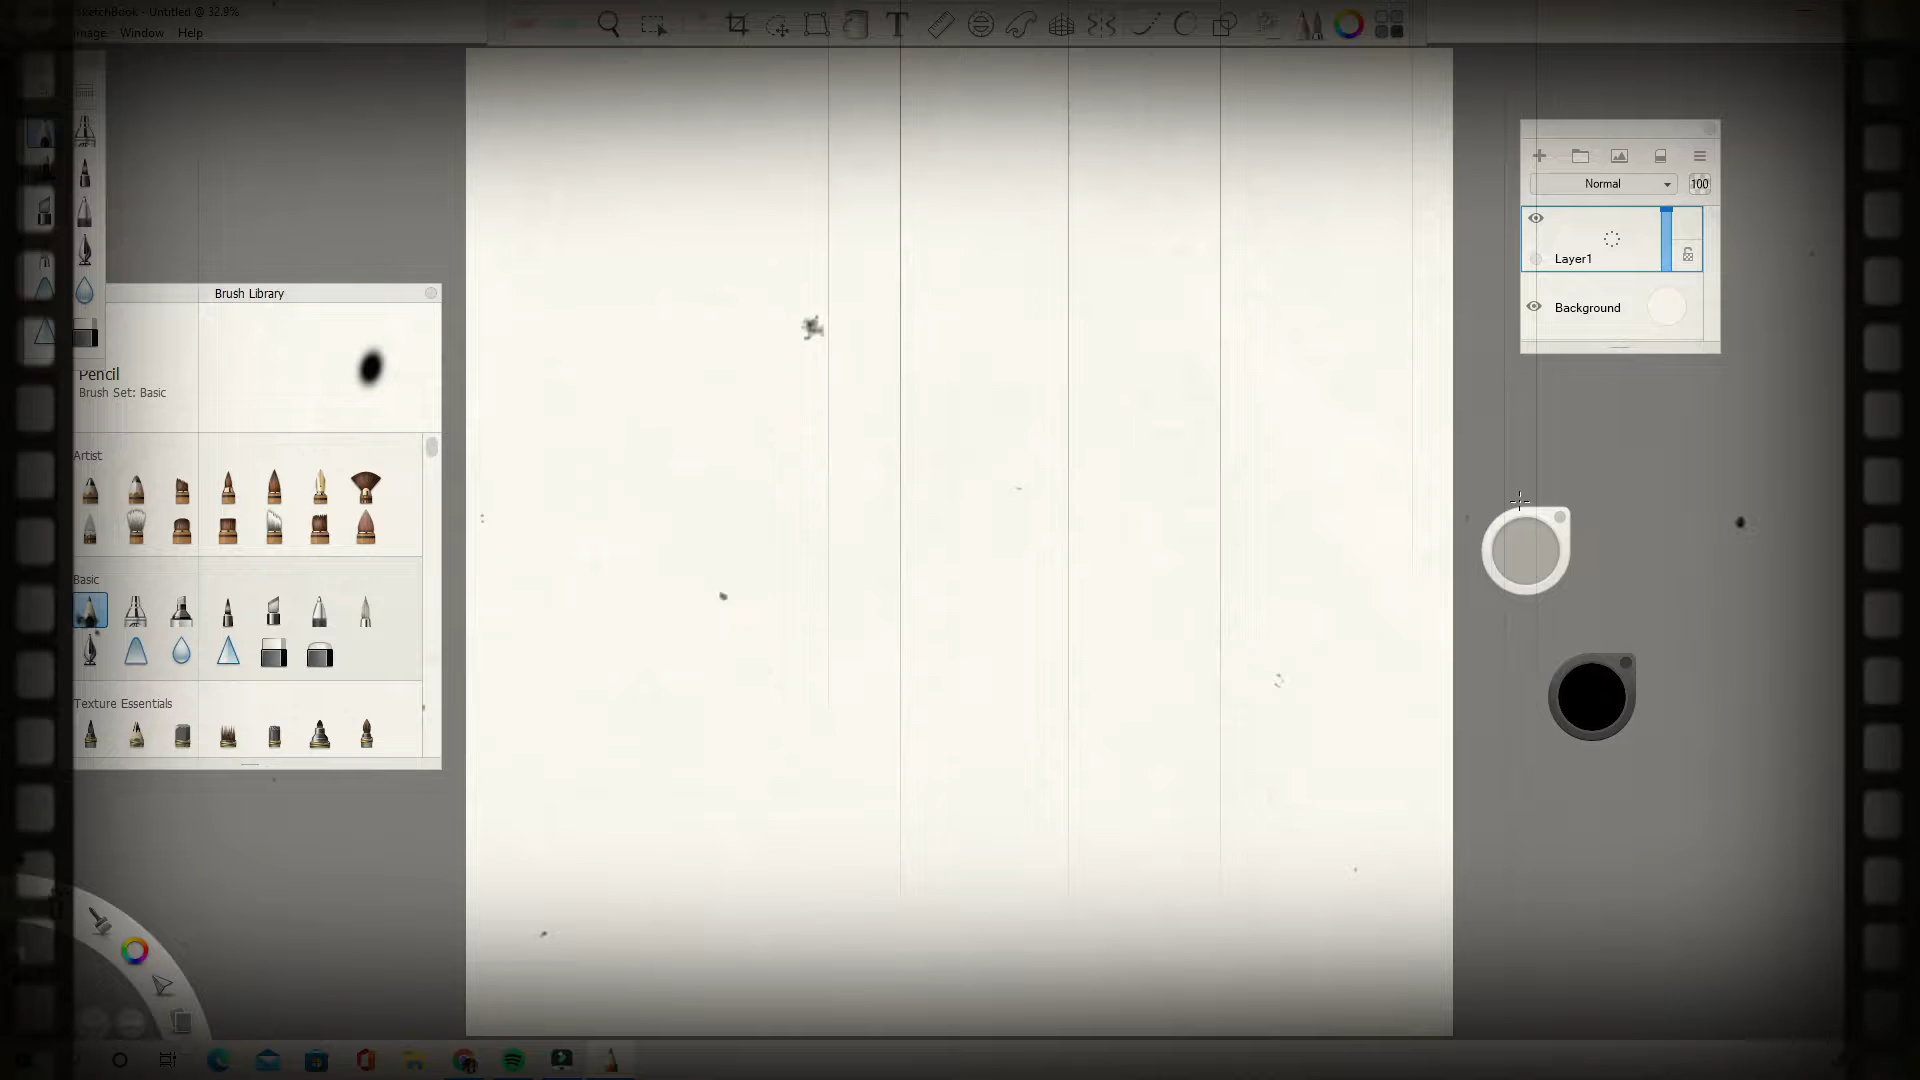 SketchBook - Untitled @ 32.9%
Image Window Help
T
Normal
100
Layer1
Background
Brush Library
Pencil
Brush Set: Basic
Artist
Basic
Texture Essentials